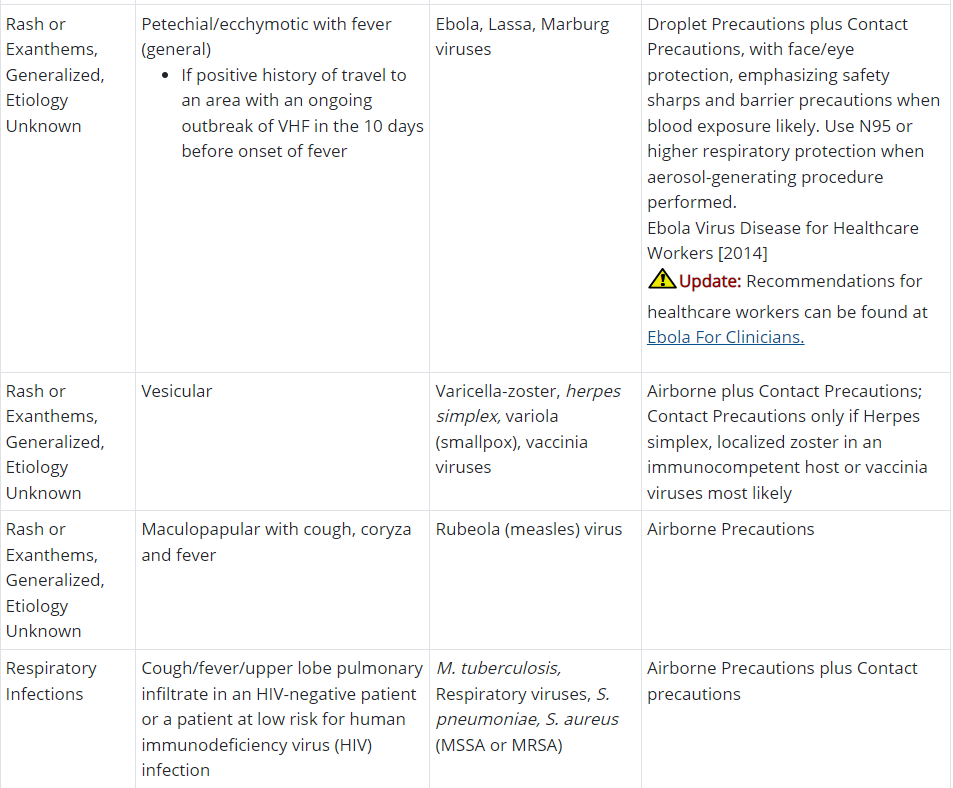 Rash or
Exanthems,
Generalized,
Etiology
Unknown
Petechial/ecchymotic with fever
(general)
• If positive history of travel to
an area with an ongoing
outbreak of VHF in the 10 days
before onset of fever
Ebola, Lassa, Marburg
viruses
Droplet Precautions plus Contact
Precautions, with face/eye
protection, emphasizing safety
sharps and barrier precautions when
blood exposure likely. Use N95 or
higher respiratory protection when
aerosol-generating procedure
performed.
Ebola Virus Disease for Healthcare
Workers [2014]
Update: Recommendations for
healthcare workers can be found at
Ebola For Clinicians.
Rash or
Exanthems,
Generalized,
Etiology
Unknown
Vesicular
Varicella-zoster, herpes
simplex, variola
(smallpox), vaccinia
viruses
Airborne plus Contact Precautions;
Contact Precautions only if Herpes
simplex, localized zoster in an
immunocompetent host or vaccinia
viruses most likely
Rash or
Exanthems,
Generalized,
Etiology
Unknown
Maculopapular with cough, coryza
and fever
Rubeola (measles) virus
Airborne Precautions
Respiratory
Infections
Cough/fever/upper lobe pulmonary
infiltrate in an HIV-negative patient
or a patient at low risk for human
immunodeficiency virus (HIV)
infection
M. tuberculosis,
Respiratory viruses, S.
pneumoniae, S. aureus
(MSSA or MRSA)
Airborne Precautions plus Contact
precautions